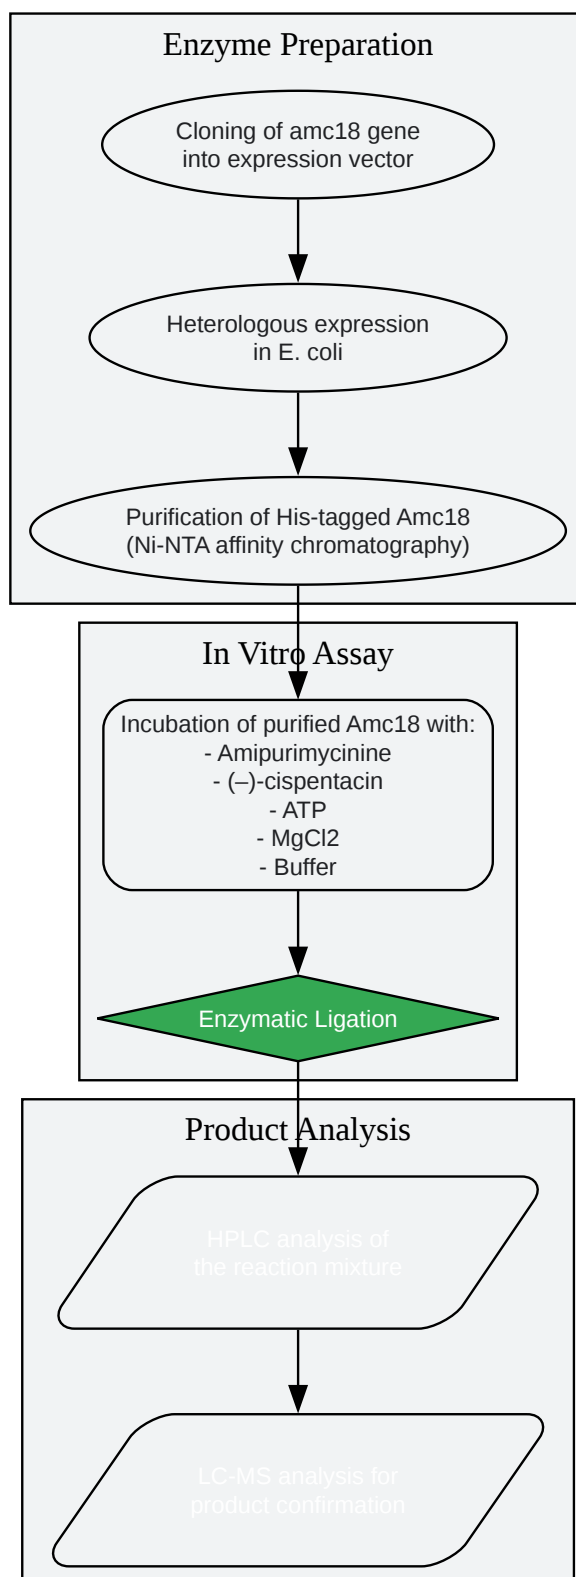 Enzyme Preparation
Cloning of amc18 gene
into expression vector
Heterologous expression
in E. coli
Purification of His-tagged Amc18
(Ni-NTA affinity chromatography)
In Vitro Assay
Incubation of purified Amc18 with:
- Amipurimycinine
- (–)-cispentacin
- ATP
- MgCl2
- Buffer
Enzymatic Ligation
Product Analysis
HPLC analysis of
the reaction mixture
LC-MS analysis for
product confirmation